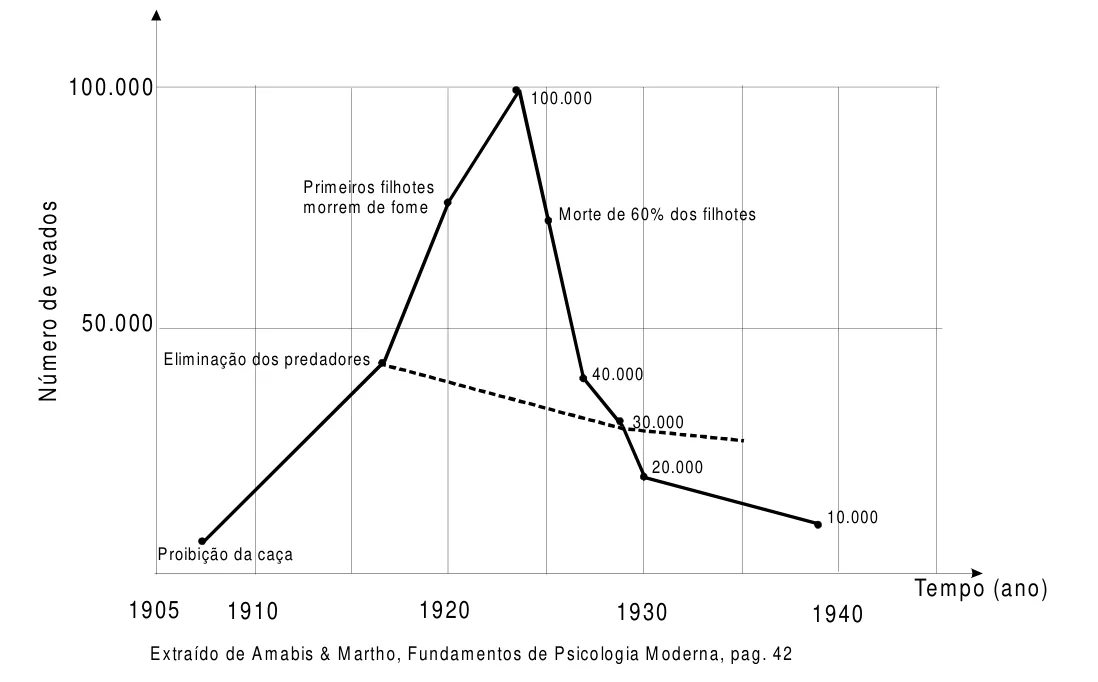 100.000
100.000
Primeiros filhotes
morrem de fome
Morte de 60% dos filhotes
Número de veados
50.000
Eliminação dos predadores
40.000
30.000
20.000
10.000
Proibição da caça
Tempo (ano)
1905 1910 1920 1930 1940
Extraído de Amabis & Martho, Fundamentos de Psicologia Moderna, pag. 42